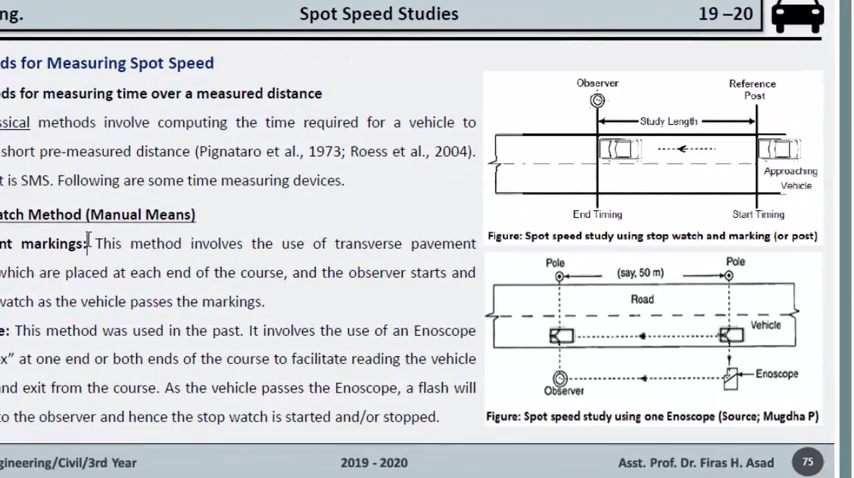 ng.
Spot Speed Studies
19 –20
ds for Measuring Spot Speed
ds for measuring time over a measured distance
sical methods involve computing the time required for a vehicle to
short pre-measured distance (Pignataro et al., 1973; Roess et al., 2004).
t is SMS. Following are some time measuring devices.
atch Method (Manual Means)
nt markings: This method involves the use of transverse pavement
which are placed at each end of the course, and the observer starts and
watch as the vehicle passes the markings.
e: This method was used in the past. It involves the use of an Enoscope
x” at one end or both ends of the course to facilitate reading the vehicle
nd exit from the course. As the vehicle passes the Enoscope, a flash will
to the observer and hence the stop watch is started and/or stopped.
Observer
Reference
Post
Study Length
Approaching
Vehicle
End Timing
Start Timing
Figure: Spot speed study using stop watch and marking (or post)
Pole
(say, 50 m)
Pole
Road
Vehicle
Enoscope
Observer
Figure: Spot speed study using one Enoscope (Source; Mugdha P)
gineering/Civil/3rd Year
2019 - 2020
Asst. Prof. Dr. Firas H. Asad
75